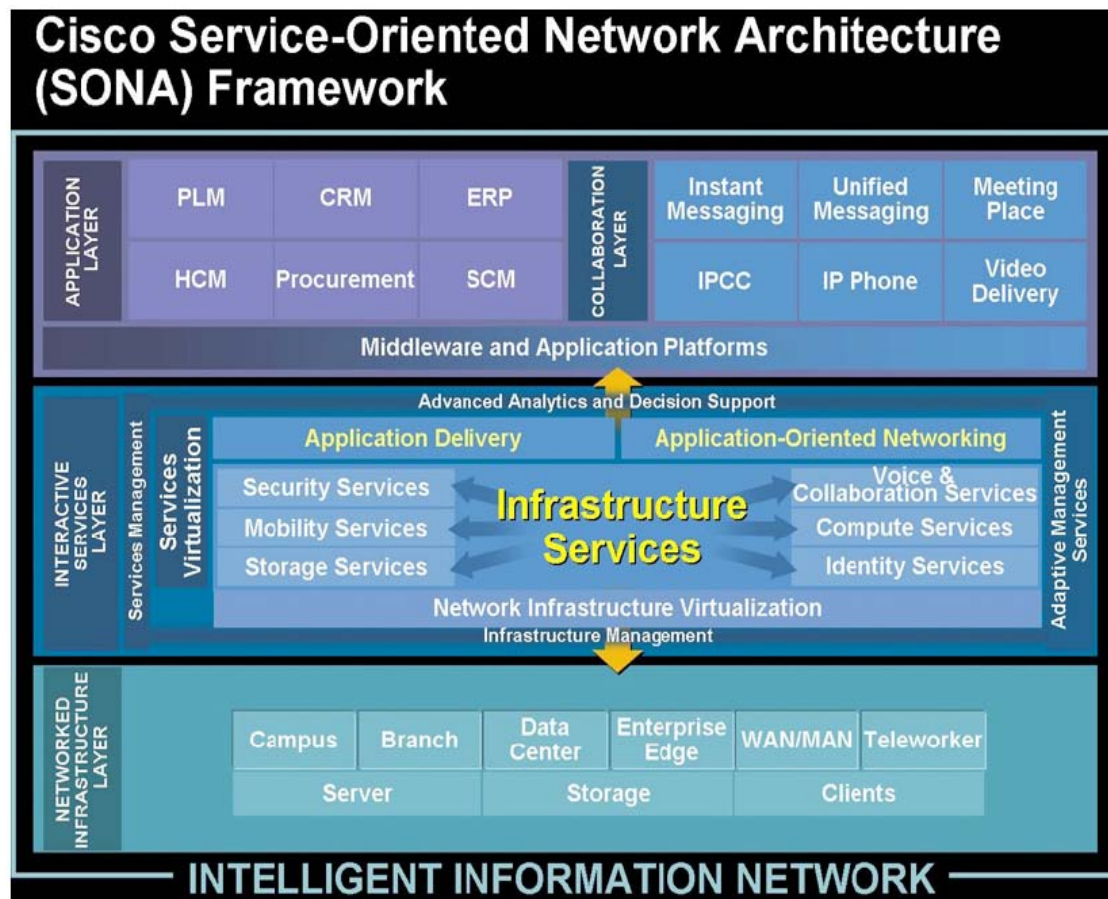 Cisco Service-Oriented Network Architecture
(SONA) Framework
APPLICATION
LAYER
PLM
CRM
ERP
HCM
Procurement
SCM
COLLABORATION
LAYER
Instant
Messaging
Unified
Messaging
Meeting
Place
IPCC
IP Phone
Video
Delivery
Middleware and Application Platforms
INTERACTIVE
SERVICES
LAYER
Services Management
Advanced Analytics and Decision Support
Services
Virtualization
Application Delivery
Application-Oriented Networking
Security Services
Mobility Services
Storage Services
Infrastructure
Services
Voice &
Collaboration Services
Compute Services
Identity Services
Network Infrastructure Virtualization
Infrastructure Management
Adaptive Management
Services
NETWORKED
INFRASTRUCTURE
LAYER
Campus
Branch
Data
Center
Enterprise
Edge
WAN/MAN
Teleworker
Server
Storage
Clients
INTELLIGENT INFORMATION NETWORK